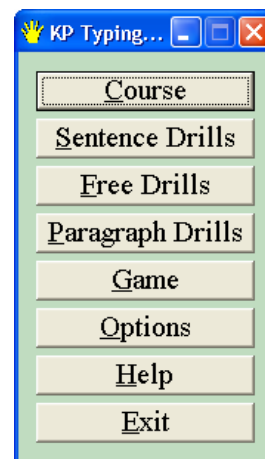 KP Typing...
Course
Sentence Drills
Free Drills
Paragraph Drills
Game
Options
Help
Exit